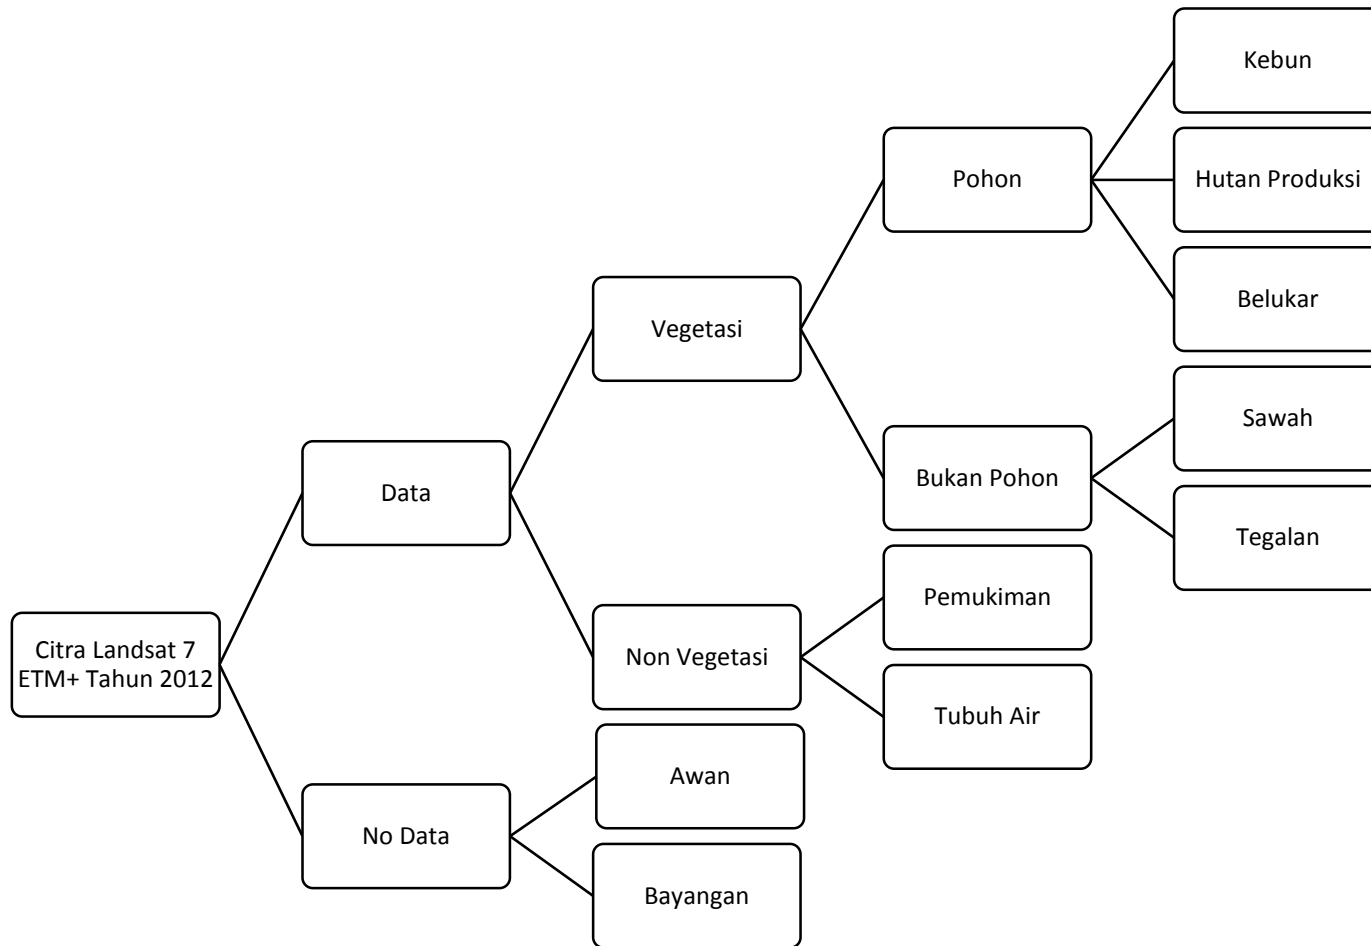 Citra Landsat 7
ETM+ Tahun 2012
Data
Vegetasi
Pohon
Kebun
Hutan Produksi
Belukar
Bukan Pohon
Sawah
Tegalan
Non Vegetasi
Pemukiman
Tubuh Air
No Data
Awan
Bayangan